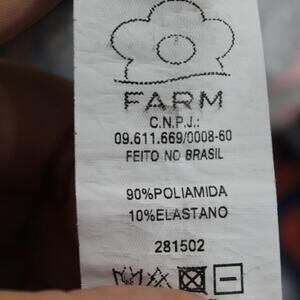 FARM
C.N.P.J.:
09.611.669/0008-60
FEITO NO BRASIL
90%POLIAMIDA
10%ELASTANO
281502